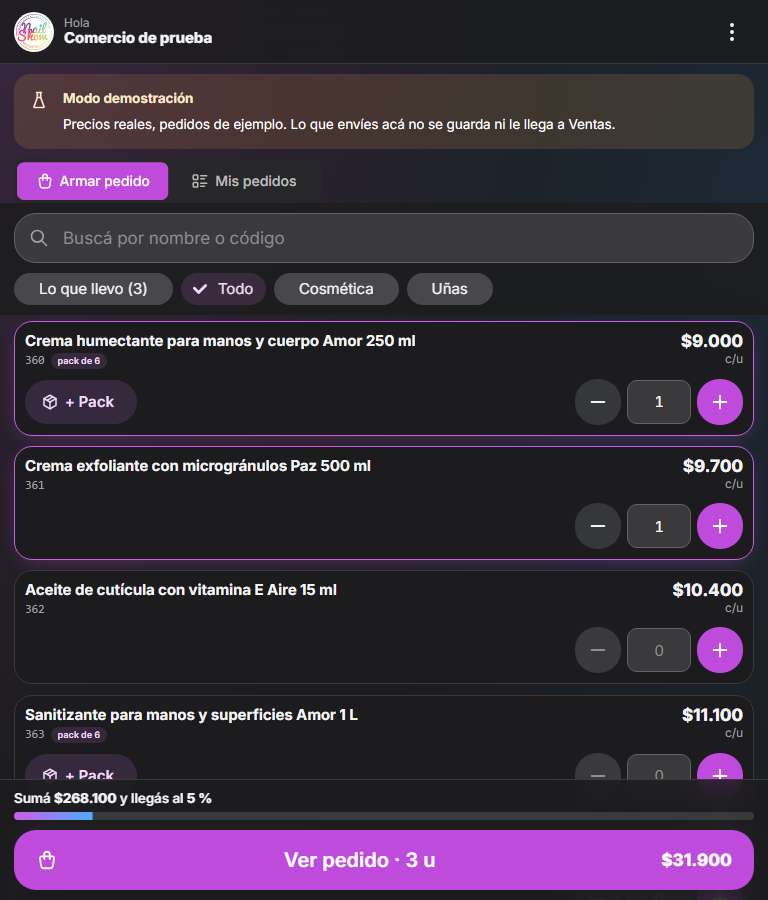 Nail Show
Hola
Comercio de prueba
Modo demostración
Precios reales, pedidos de ejemplo. Lo que envíes acá no se guarda ni le llega a Ventas.
Armar pedido
Mis pedidos
Buscá por nombre o código
Lo que llevo (3)
Todo
Cosmética
Uñas
Crema humectante para manos y cuerpo Amor 250 ml
$9.000
360
pack de 6
c/u
+ Pack
1
Crema exfoliante con microgránulos Paz 500 ml
$9.700
361
c/u
1
Aceite de cutícula con vitamina E Aire 15 ml
$10.400
362
c/u
0
Sanitizante para manos y superficies Amor 1 L
$11.100
363
pack de 6
c/u
+ Pack
0
Sumá $268.100 y llegás al 5 %
Ver pedido · 3 u
$31.900